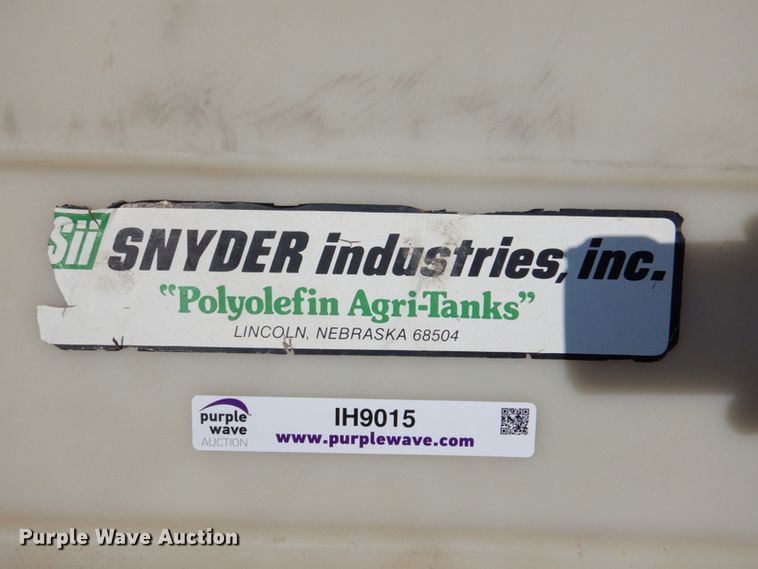 Sii SNYDER industries, inc.
"Polyolefin Agri-Tanks"
LINCOLN, NEBRASKA 68504
purple
wave
AUCTION
IH9015
www.purplewave.com
Purple Wave Auction